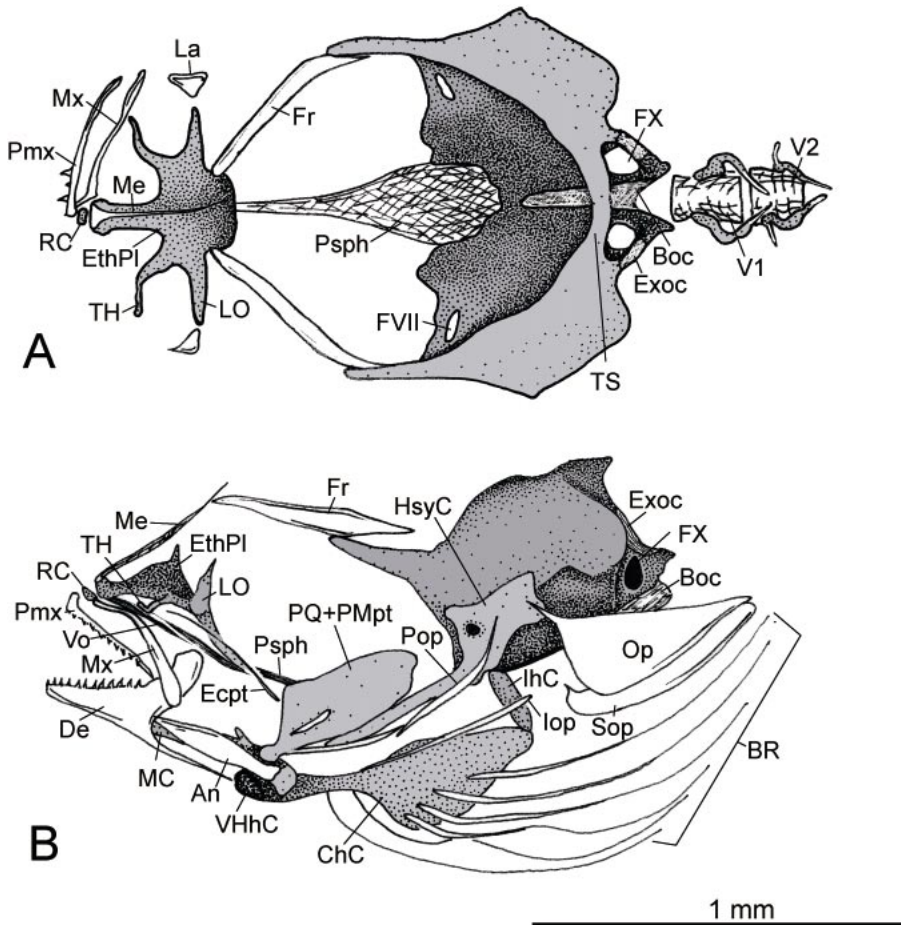 La
Mx
Fr
FX
Pmx
V2
Me
Psph
RC
Boc
V1
EthPl
Exoc
TH
LO
FVII
A
TS
Fr
HsyC
Exoc
Me
FX
TH
EthPl
Boc
RC
LO
PQ+PMpt
Pmx
Pop
Vo
Psph
Op
Mx
IhC
Ecpt
Iop
Sop
De
BR
MC
An
VHhC
B
ChC
1 mm